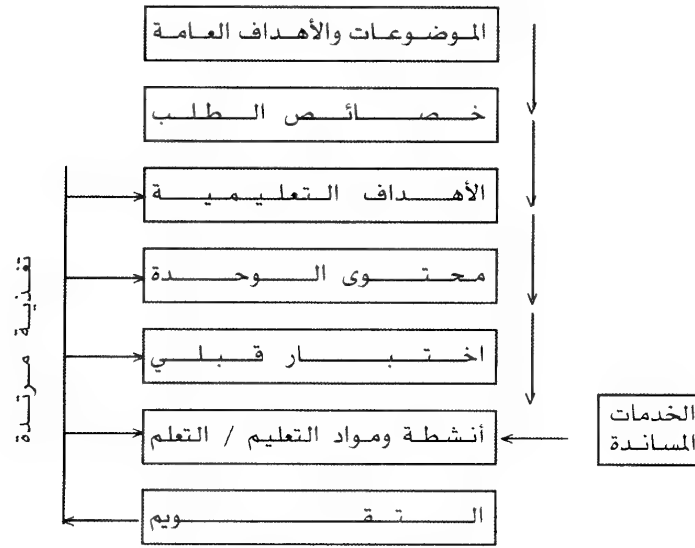 الموضوعات والأهداف العامة
خصائص الطلب
الأهداف التعليمية
محتوى الوحدة
اختبار قبلي
أنشطة ومواد التعليم / التعلم
التقويم
الخدمات
المساندة
تغذية مرتدة